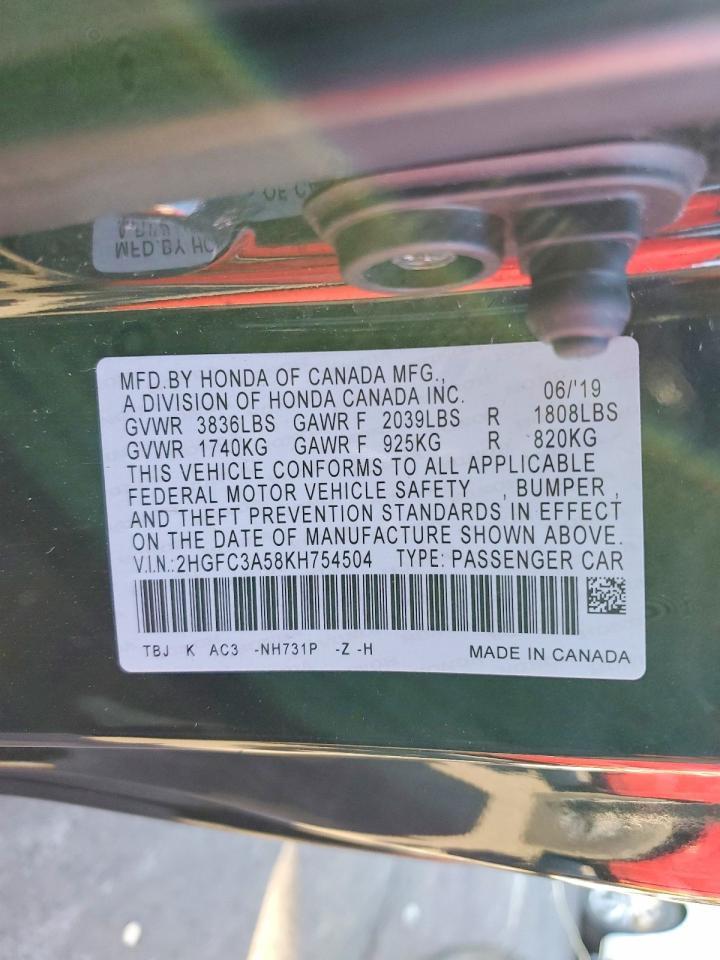 MFD.BY HONDA OF CANADA MFG.,
A DIVISION OF HONDA CANADA INC. 06/'19
GVWR 3836LBS GAWR F 2039LBS R 1808LBS
GVWR 1740KG GAWR F 925KG R 820KG
THIS VEHICLE CONFORMS TO ALL APPLICABLE
FEDERAL MOTOR VEHICLE SAFETY , BUMPER ,
AND THEFT PREVENTION STANDARDS IN EFFECT
ON THE DATE OF MANUFACTURE SHOWN ABOVE.
V.I.N.:2HGFC3A58KH754504 TYPE: PASSENGER CAR
TBJ K AC3 -NH731P -Z -H MADE IN CANADA